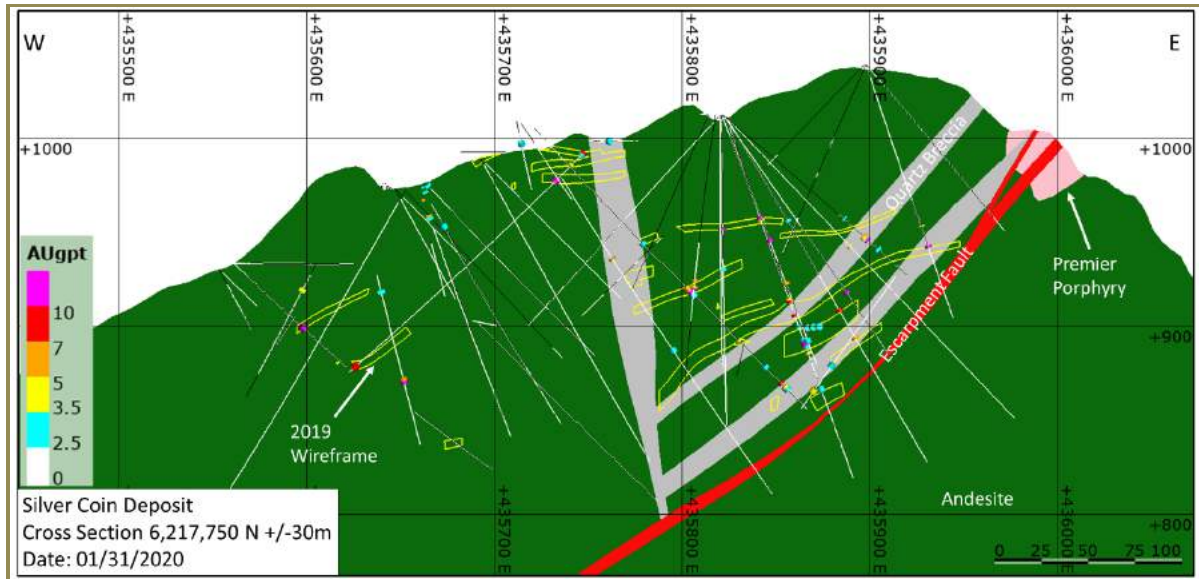 W
E
+435500 E
+435600 E
+435700 E
+435800 E
+435900 E
+436000 E
+1000
+1000
Quartz Breccia
Escarpment Fault
Premier
Porphyry
AUgpt
10
7
5
3.5
2.5
0
+900
2019
Wireframe
Andesite
Silver Coin Deposit
Cross Section 6,217,750 N +/-30m
Date: 01/31/2020
+435700 E
+435800 E
+435900 E
+436000 E
+800
0 25 50 75 100